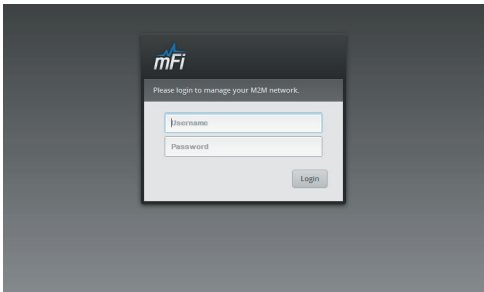 mFi
Please login to manage your M2M network.
Username
Password
Login